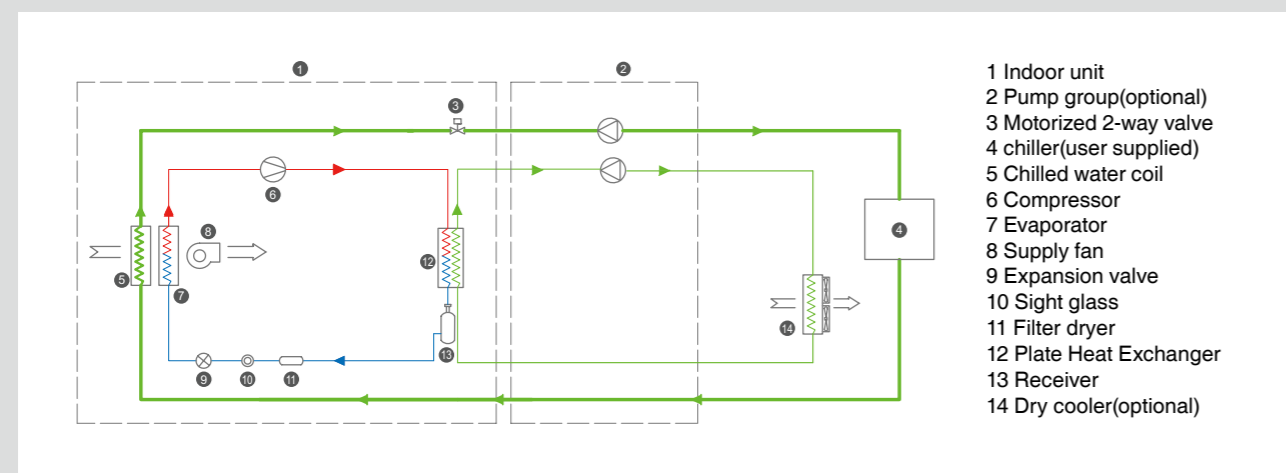 1
2
3
6
8
4
5
7
12
14
13
9
10
11
1 Indoor unit
2 Pump group(optional)
3 Motorized 2-way valve
4 chiller(user supplied)
5 Chilled water coil
6 Compressor
7 Evaporator
8 Supply fan
9 Expansion valve
10 Sight glass
11 Filter dryer
12 Plate Heat Exchanger
13 Receiver
14 Dry cooler(optional)